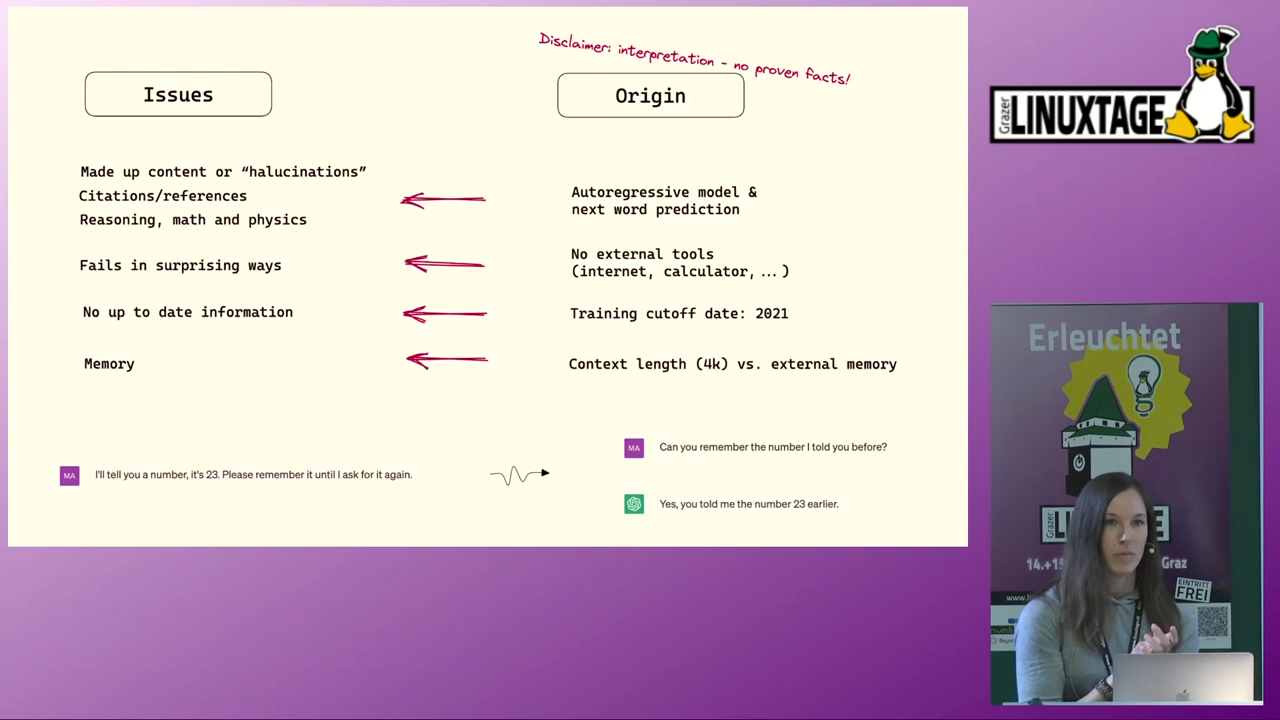 Disclaimer: interpretation - no proven facts!
Issues
Origin
Made up content or “halucinations”
Citations/references
Reasoning, math and physics
Autoregressive model &
next word prediction
Fails in surprising ways
No external tools
(internet, calculator, ...)
No up to date information
Training cutoff date: 2021
Memory
Context length (4k) vs. external memory
MA
I'll tell you a number, it's 23. Please remember it until I ask for it again.
MA
Can you remember the number I told you before?
Yes, you told me the number 23 earlier.
Grazer
LINUXTAGE
Erleuchtet
Grazer
Graz
EINTRITT
FREI